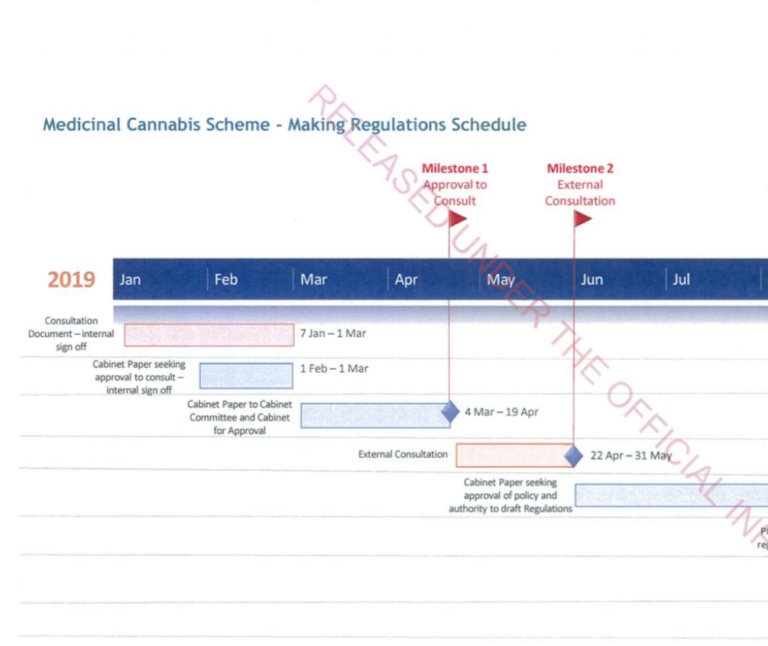 Medicinal Cannabis Scheme - Making Regulations Schedule
Milestone 1
Approval to
Consult
Milestone 2
External
Consultation
2019
Jan
Feb
Mar
Apr
May
Jun
Jul
Consultation
Document – internal
sign off
7 Jan – 1 Mar
Cabinet Paper seeking
approval to consult –
internal sign off
1 Feb – 1 Mar
Cabinet Paper to Cabinet
Committee and Cabinet
for Approval
4 Mar – 19 Apr
External Consultation
22 Apr – 31 May
Cabinet Paper seeking
approval of policy and
authority to draft Regulations
RELEASED UNDER THE OFFICIAL